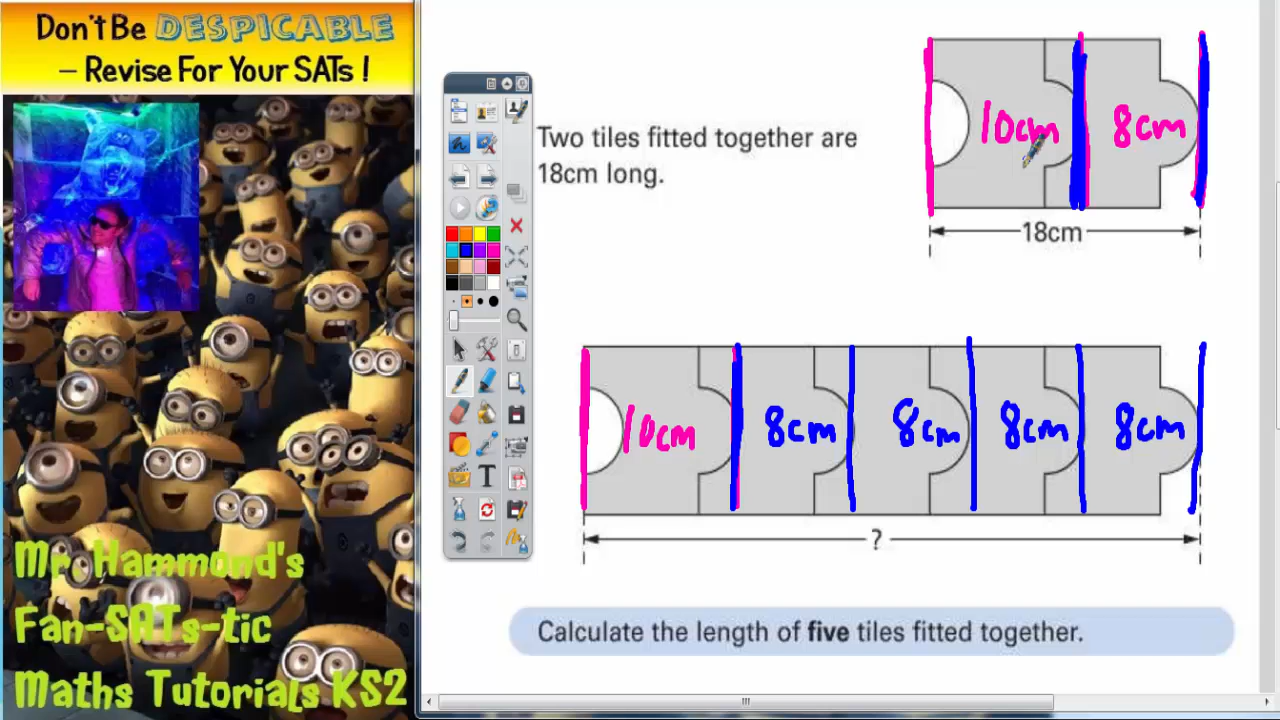 Don't Be DESPICABLE
– Revise For Your SATs !
Two tiles fitted together are
18cm long.
10cm 8cm
18cm
10cm 8cm 8cm 8cm 8cm
?
Calculate the length of five tiles fitted together.
Mr. Hammond's
Fan-SATs-tic
Maths Tutorials KS2